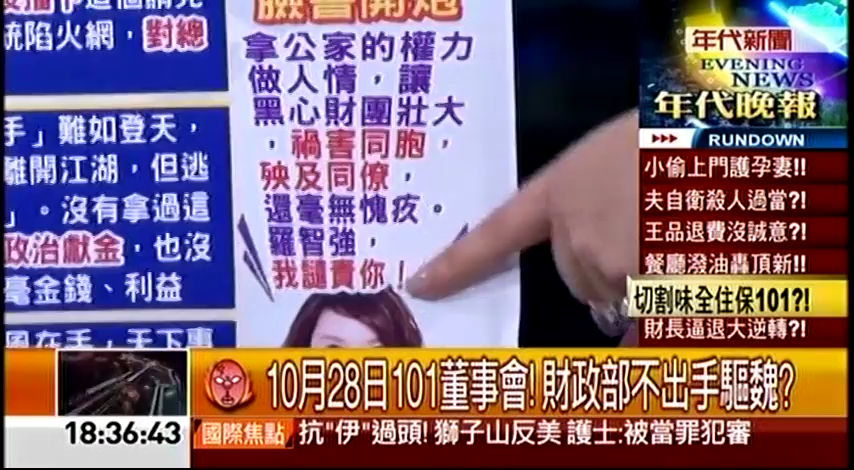 統陷火網，對總
手」難如登天，
離開江湖，但逃
」。沒有拿過這
政治獻金，也沒
毫金錢、利益
臉書開炮
拿公家的權力
做人情，讓
黑心財團壯大
，禍害同胞，
殃及同僚，
還毫無愧疚。
羅智強，
我譴責你！
年代新聞
EVENING
NEWS
年代晚報
RUNDOWN
小偷上門護孕妻!!
夫自衛殺人過當?!
王品退費沒誠意?!
餐廳潑油轟頂新!!
切割味全住保101?!
財長逼退大逆轉?!
10月28日101董事會! 財政部不出手驅魏?
18:36:43
國際焦點
抗"伊"過頭! 獅子山反美 護士:被當罪犯審